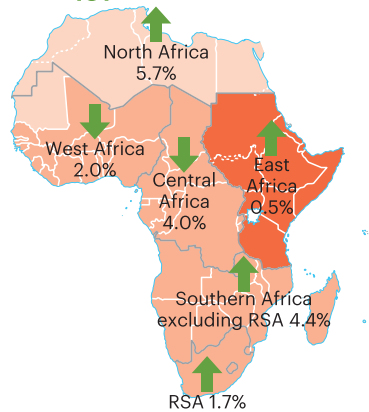 North Africa
5.7%
West Africa
2.0%
Central
Africa
4.0%
East
Africa
0.5%
Southern Africa
excluding RSA 4.4%
RSA 1.7%